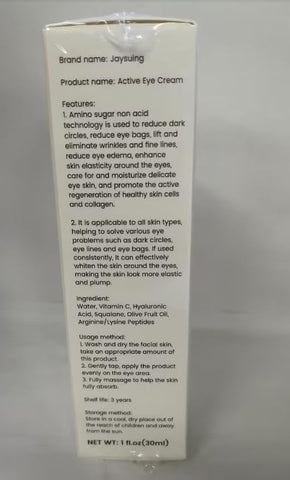 Brand name: Jaysuing
Product name: Active Eye Cream
Features:
1. Amino sugar non acid
technology is used to reduce dark
circles, reduce eye bags, lift and
eliminate wrinkles and fine lines,
reduce eye edema, enhance
skin elasticity around the eyes,
care for and moisturize delicate
eye skin, and promote the active
regeneration of healthy skin cells
and collagen.
2. It is applicable to all skin types,
helping to solve various eye
problems such as dark circles,
eye lines and eye bags. If used
consistently, it can effectively
whiten the skin around the eyes,
making the skin look more elastic
and plump.
Ingredient:
Water, Vitamin C, Hyaluronic
Acid, Squalane, Olive Fruit Oil,
Arginine/Lysine Peptides
Usage method:
1. Wash and dry the facial skin,
take an appropriate amount of
this product.
2. Gently tap, apply the product
evenly on the eye area.
3. Fully massage to help the skin
fully absorb.
Shelf life: 3 years
Storage method:
Store in a cool, dry place out of
the reach of children and away
from the sun.
NET WT: 1 fl.oz(30ml)